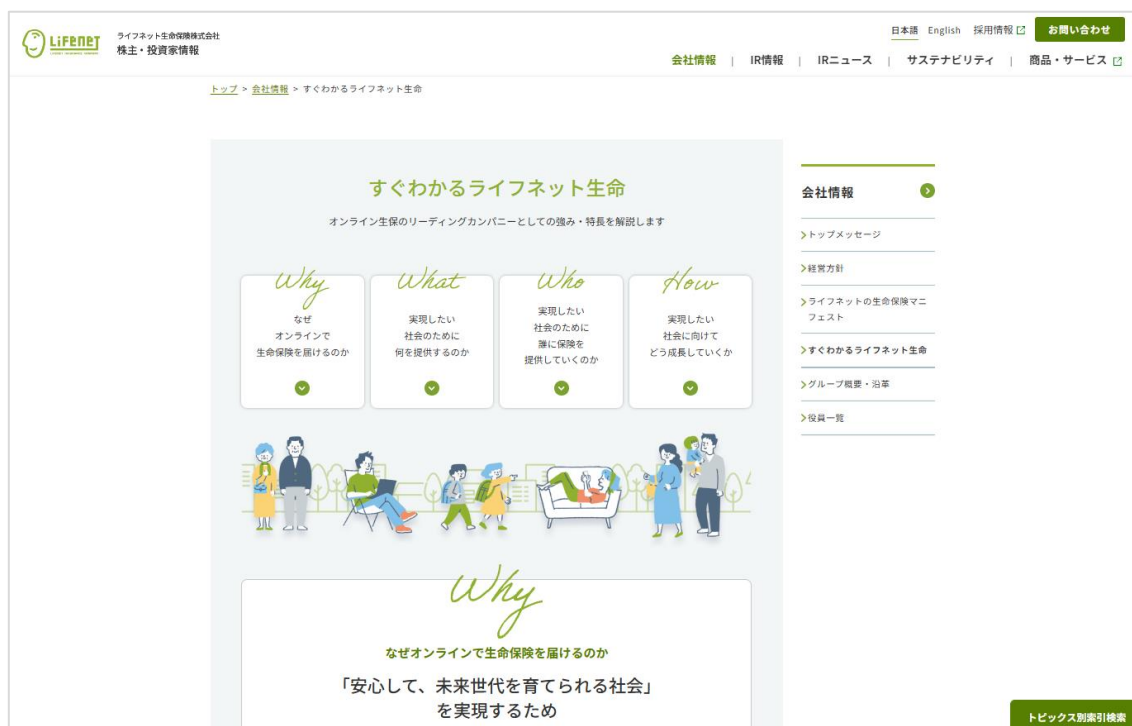 LIFENET
ライフネット生命保険株式会社
株主・投資家情報
日本語 English 採用情報 お問い合わせ
会社情報 | IR情報 | IRニュース | サステナビリティ | 商品・サービス
トップ > 会社情報 > すぐわかるライフネット生命
すぐわかるライフネット生命
オンライン生保のリーディングカンパニーとしての強み・特長を解説します
Why
なぜ
オンラインで
生命保険を届けるのか
What
実現したい
社会のために
何を提供するのか
Who
実現したい
社会のために
誰に保険を
提供していくのか
How
実現したい
社会に向けて
どう成長していくか
Why
なぜオンラインで生命保険を届けるのか
「安心して、未来世代を育てられる社会」
を実現するため
会社情報
トップメッセージ
経営方針
ライフネットの生命保険マニ
フェスト
すぐわかるライフネット生命
グループ概要・沿革
役員一覧
トピックス別索引検索